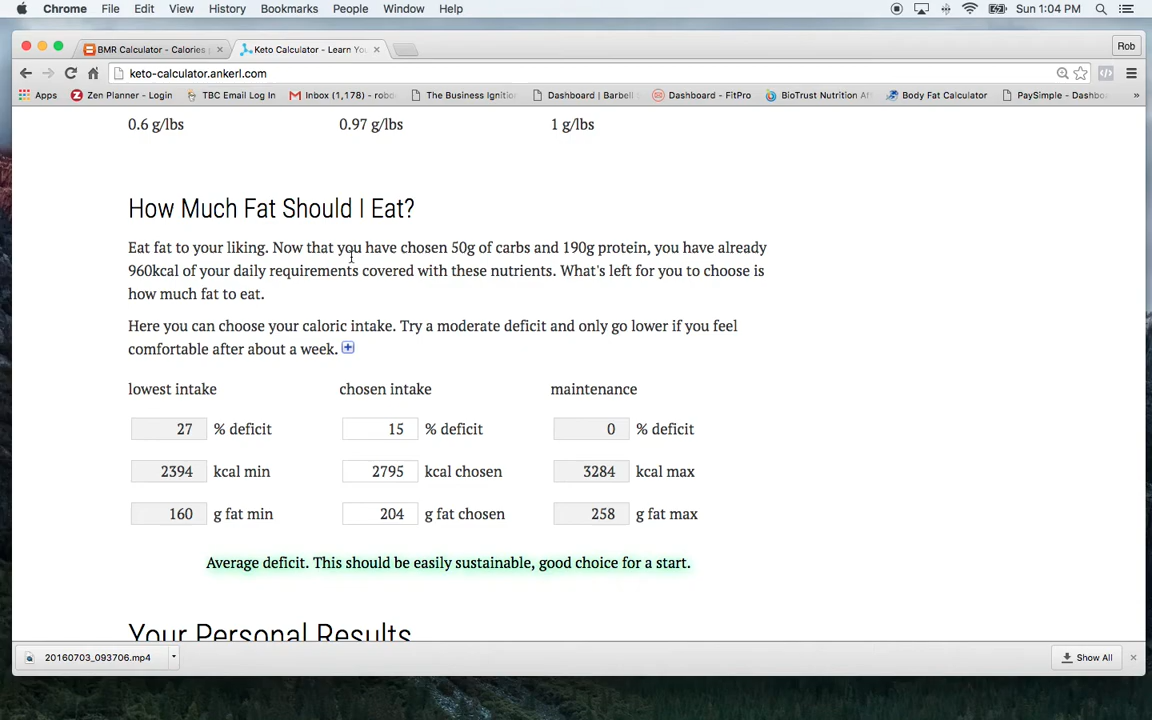 Chrome File Edit View History Bookmarks People Window Help Sun 1:04 PM
BMR Calculator - Calories Keto Calculator - Learn Yo Rob
keto-calculator.ankerl.com
Apps Zen Planner - Login TBC Email Log In Inbox (1,178) - robo The Business Ignitio Dashboard | Barbell Dashboard - FitPro BioTrust Nutrition Af Body Fat Calculator PaySimple - Dashbo »
0.6 g/lbs 0.97 g/lbs 1 g/lbs
How Much Fat Should I Eat?
Eat fat to your liking. Now that you have chosen 50g of carbs and 190g protein, you have already
960kcal of your daily requirements covered with these nutrients. What's left for you to choose is
how much fat to eat.
Here you can choose your caloric intake. Try a moderate deficit and only go lower if you feel
comfortable after about a week.
lowest intake chosen intake maintenance
27 % deficit 15 % deficit 0 % deficit
2394 kcal min 2795 kcal chosen 3284 kcal max
160 g fat min 204 g fat chosen 258 g fat max
Average deficit. This should be easily sustainable, good choice for a start.
Your Personal Results
20160703_093706.mp4 Show All